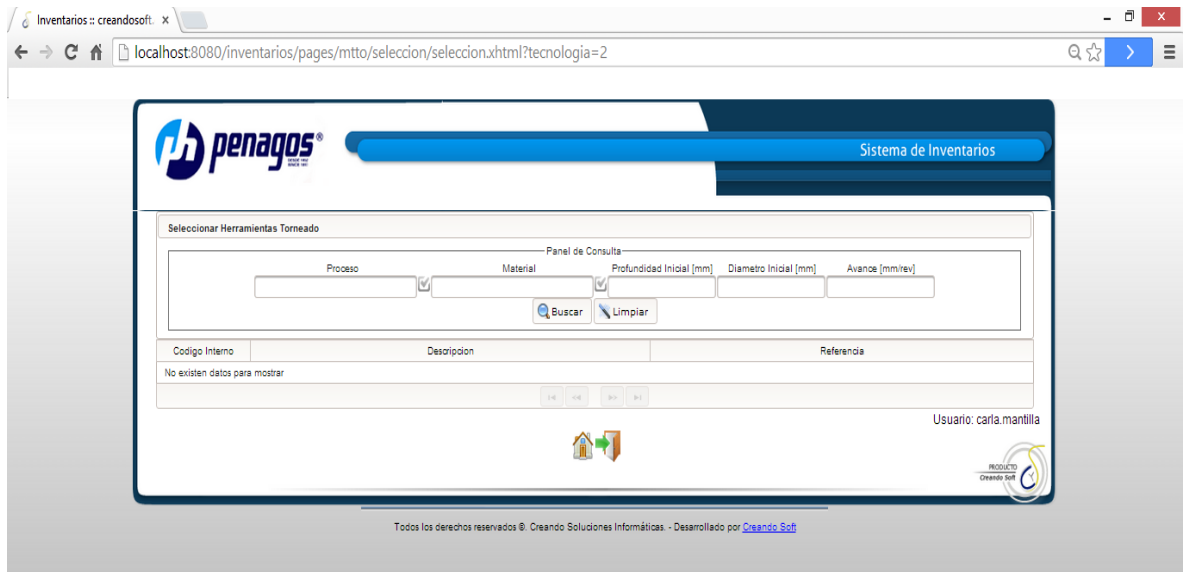 Inventarios :: creandosoft.
localhost:8080/inventarios/pages/mtto/seleccion/seleccion.xhtml?tecnologia=2
penagos®
Sistema de Inventarios
Seleccionar Herramientas Torneado
Panel de Consulta
Proceso Material Profundidad Inicial [mm] Diametro Inicial [mm] Avance [mm/rev]
Buscar Limpiar
Codigo Interno Descripcion Referencia
No existen datos para mostrar
Usuario: carla.mantilla
PRODUCTO
Creando Soft
Todos los derechos reservados ©. Creando Soluciones Informáticas. - Desarrollado por Creando Soft